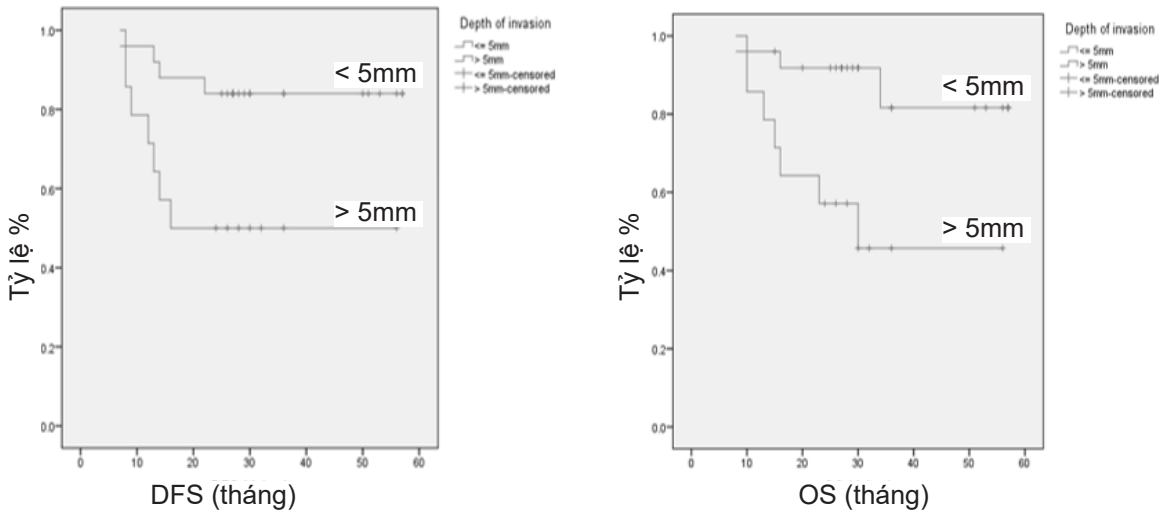 Depth of invasion
<= 5mm
> 5mm
<= 5mm-censored
> 5mm-censored
1.0
0.8
0.6
0.4
0.2
0.0
< 5mm
> 5mm
Tỷ lệ %
0 10 20 30 40 50 60
DFS (tháng)
Depth of invasion
<= 5mm
> 5mm
<= 5mm-censored
> 5mm-censored
1.0
0.8
0.6
0.4
0.2
0.0
< 5mm
> 5mm
Tỷ lệ %
0 10 20 30 40 50 60
OS (tháng)